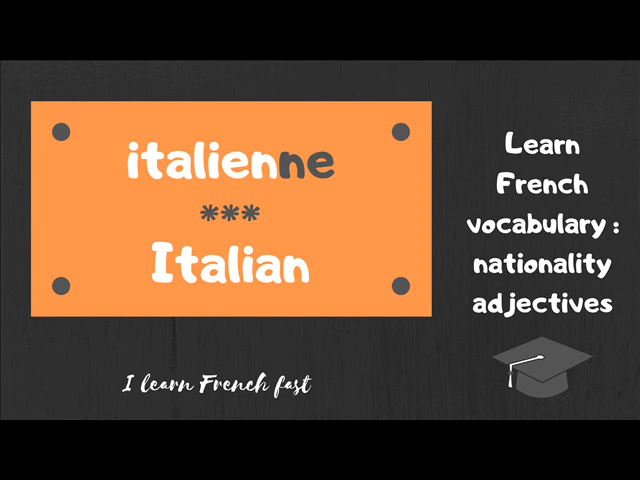 italienne
***
Italian
Learn
French
vocabulary :
nationality
adjectives
I learn French fast